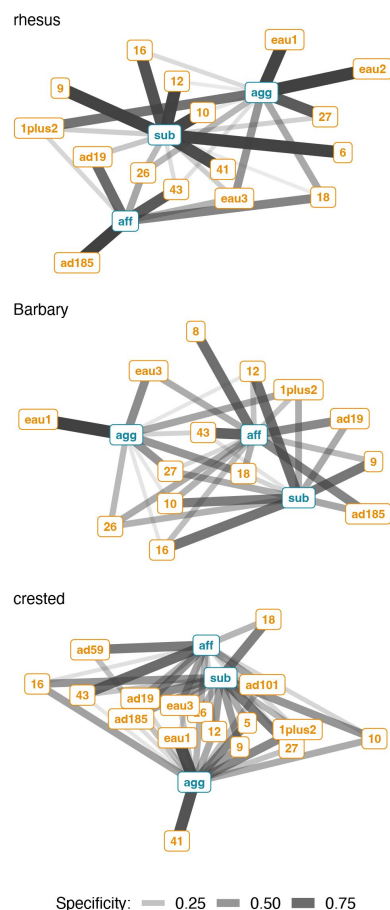 rhesus
eau1
16
eau2
12
9
agg
10
27
1plus2
sub
6
ad19
26
41
43
eau3
18
aff
ad185
Barbary
8
eau3
12
1plus2
eau1
ad19
agg
43
aff
9
27
18
10
sub
ad185
26
16
crested
18
ad59
aff
sub
16
ad101
43
ad19
eau3
6
ad185
5
1plus2
12
eau1
10
9
27
agg
41
Specificity: 0.25 0.50 0.75